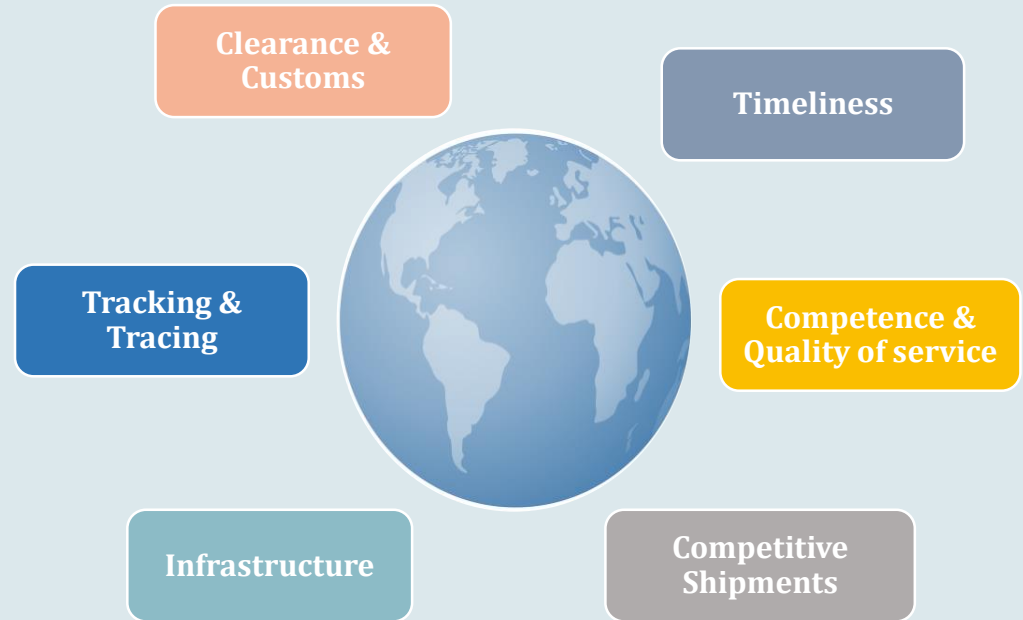 Clearance &
Customs
Timeliness
Tracking &
Tracing
Competence &
Quality of service
Infrastructure
Competitive
Shipments